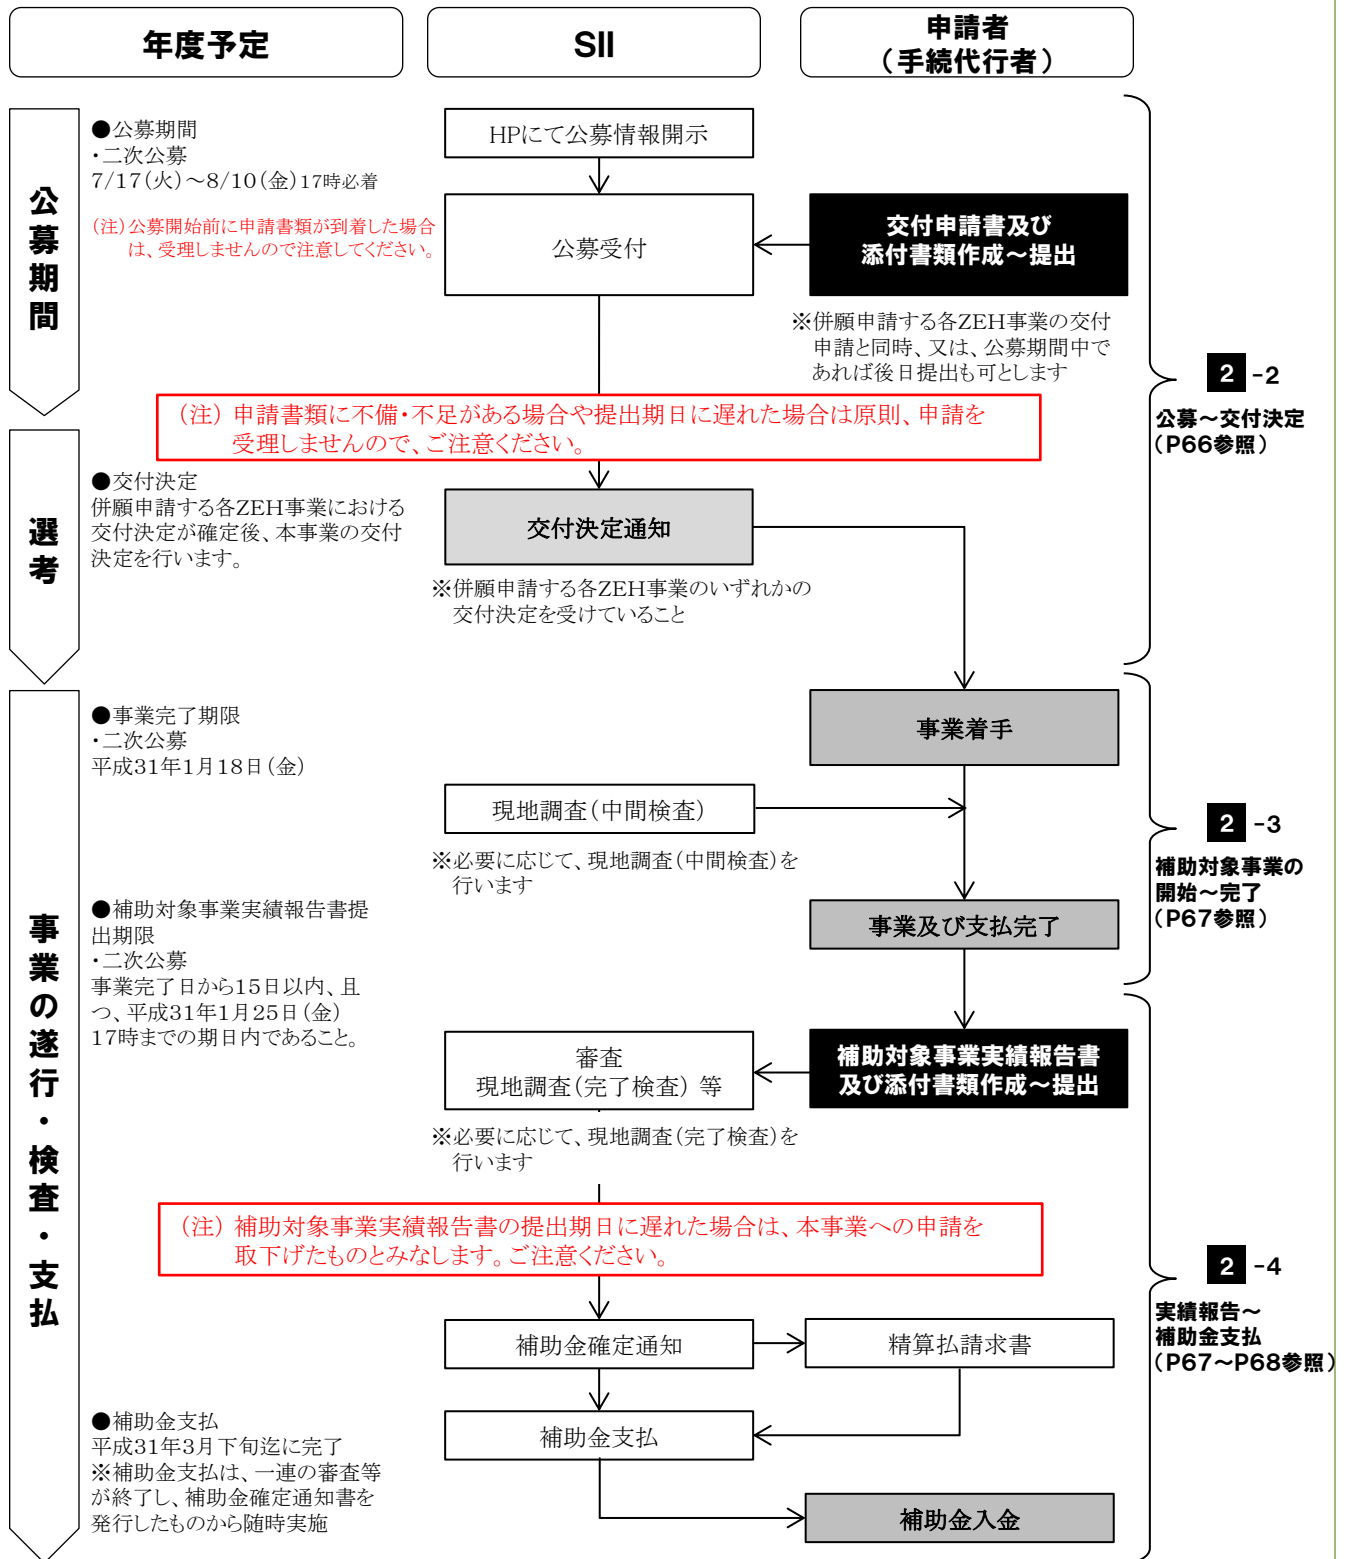 年度予定
SII
申請者
（手続代行者）
公募期間
●公募期間
・二次公募
7/17（火）～8/10（金）17時必着
（注）公募開始前に申請書類が到着した場合
は、受理しませんので注意してください。
HPにて公募情報開示
公募受付
交付申請書及び
添付書類作成～提出
※併願申請する各ZEH事業の交付
申請と同時、又は、公募期間中で
あれば後日提出も可とします
2 -2
公募～交付決定
（P66参照）
（注） 申請書類に不備・不足がある場合や提出期日に遅れた場合は原則、申請を
受理しませんので、ご注意ください。
選考
●交付決定
併願申請する各ZEH事業における
交付決定が確定後、本事業の交付
決定を行います。
交付決定通知
※併願申請する各ZEH事業のいずれかの
交付決定を受けていること
事業の遂行・検査・支払
●事業完了期限
・二次公募
平成31年1月18日（金）
事業着手
現地調査（中間検査）
※必要に応じて、現地調査（中間検査）を
行います
2 -3
補助対象事業の
開始～完了
（P67参照）
●補助対象事業実績報告書提
出期限
・二次公募
事業完了日から15日以内、且
つ、平成31年1月25日（金）
17時までの期日内であること。
事業及び支払完了
審査
現地調査（完了検査） 等
補助対象事業実績報告書
及び添付書類作成～提出
※必要に応じて、現地調査（完了検査）を
行います
（注） 補助対象事業実績報告書の提出期日に遅れた場合は、本事業への申請を
取下げたものとみなします。ご注意ください。
2 -4
実績報告～
補助金支払
（P67～P68参照）
補助金確定通知
精算払請求書
●補助金支払
平成31年3月下旬迄に完了
※補助金支払は、一連の審査等
が終了し、補助金確定通知書を
発行したものから随時実施
補助金支払
補助金入金